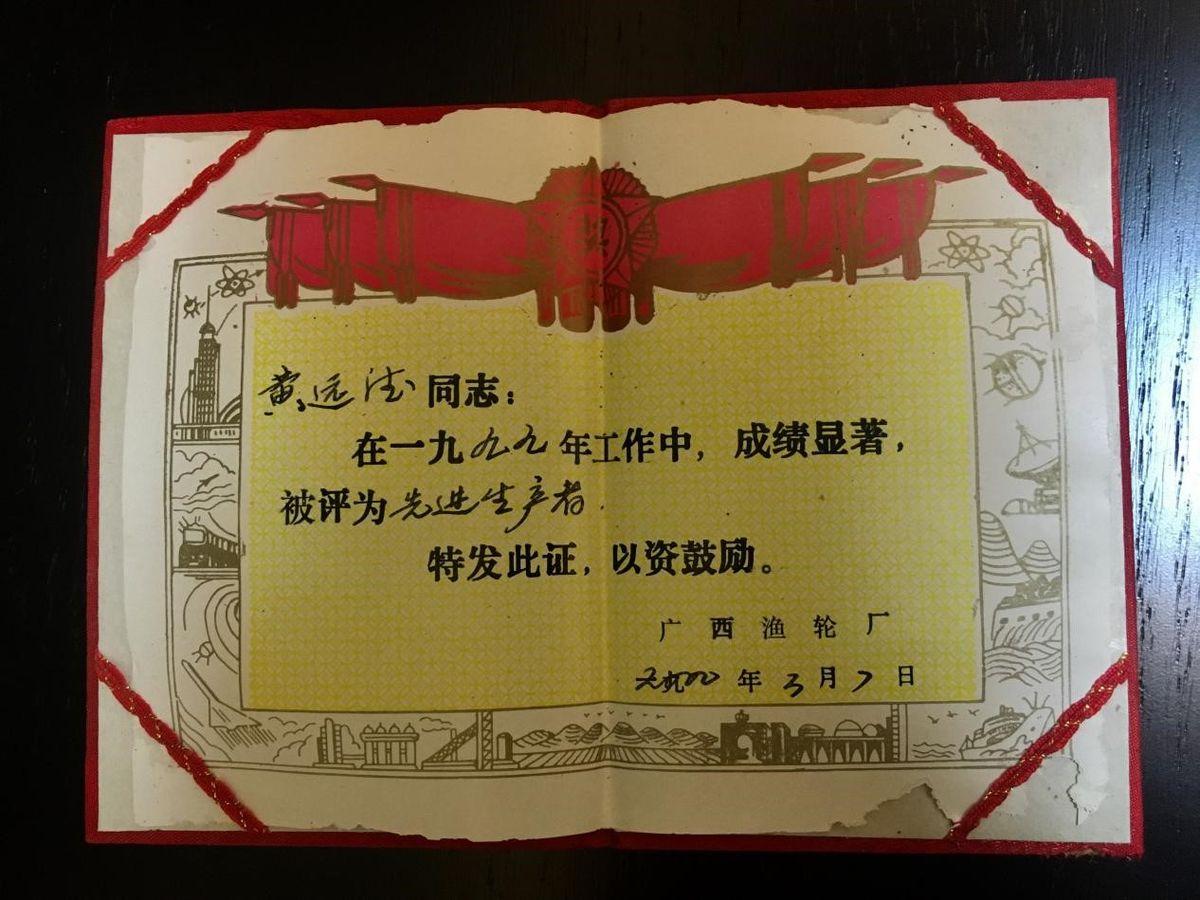 奖
黄远法同志：
在一九九九年工作中，成绩显著，
被评为先进生产者.
特发此证，以资鼓励。
广西渔轮厂
年3月7日